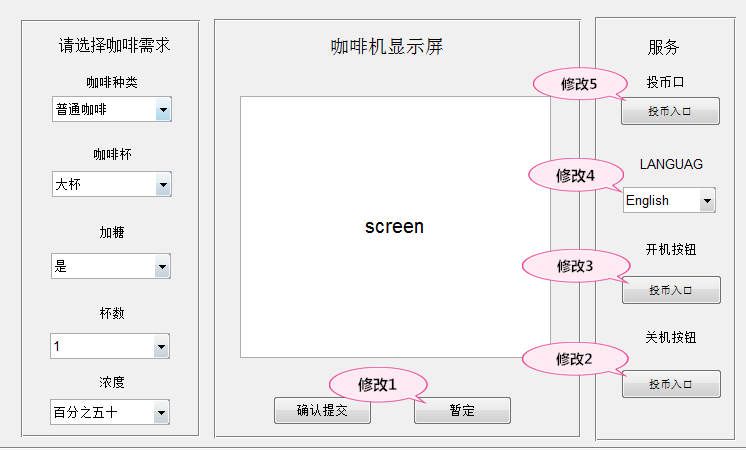 请选择咖啡需求
咖啡种类
普通咖啡
咖啡杯
大杯
加糖
是
杯数
1
浓度
百分之五十
咖啡机显示屏
screen
修改1
确认提交
暂定
服务
投币口
修改5
投币入口
LANGUAG
修改4
English
开机按钮
修改3
投币入口
关机按钮
修改2
投币入口